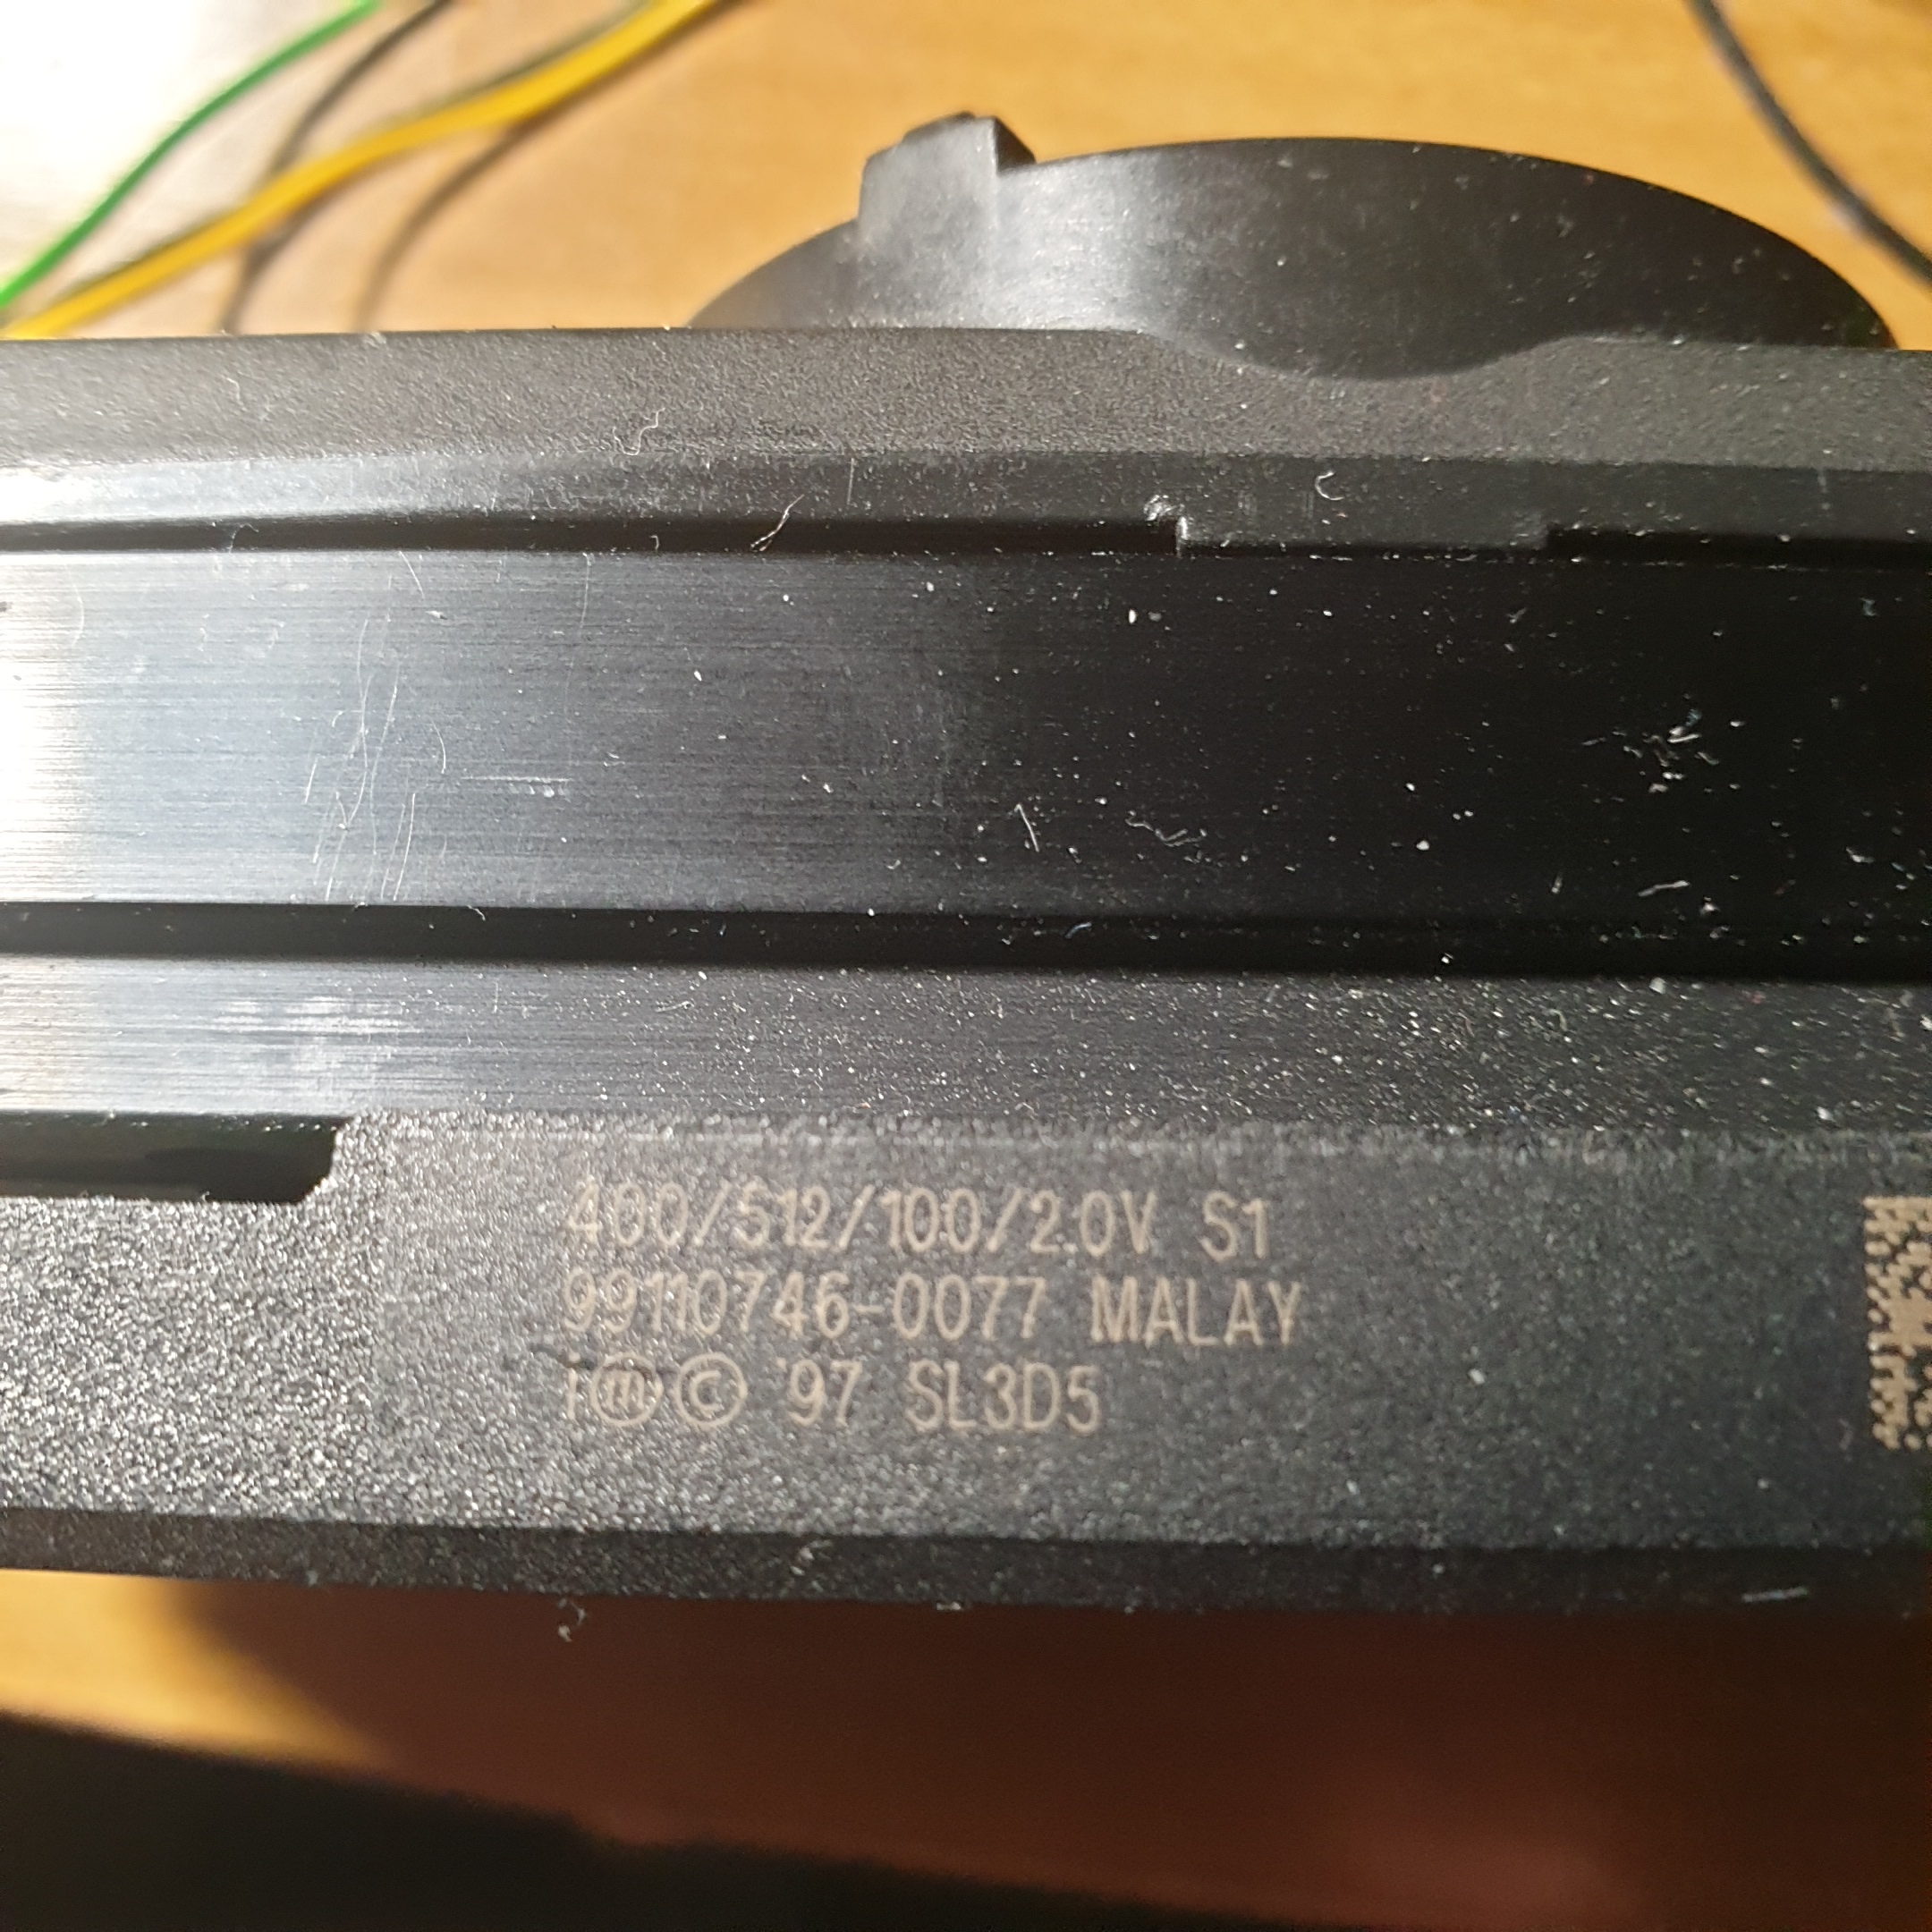 400/512/100/2.0V S1
99110746-0077 MALAY
i ⓜ © '97 SL3D5